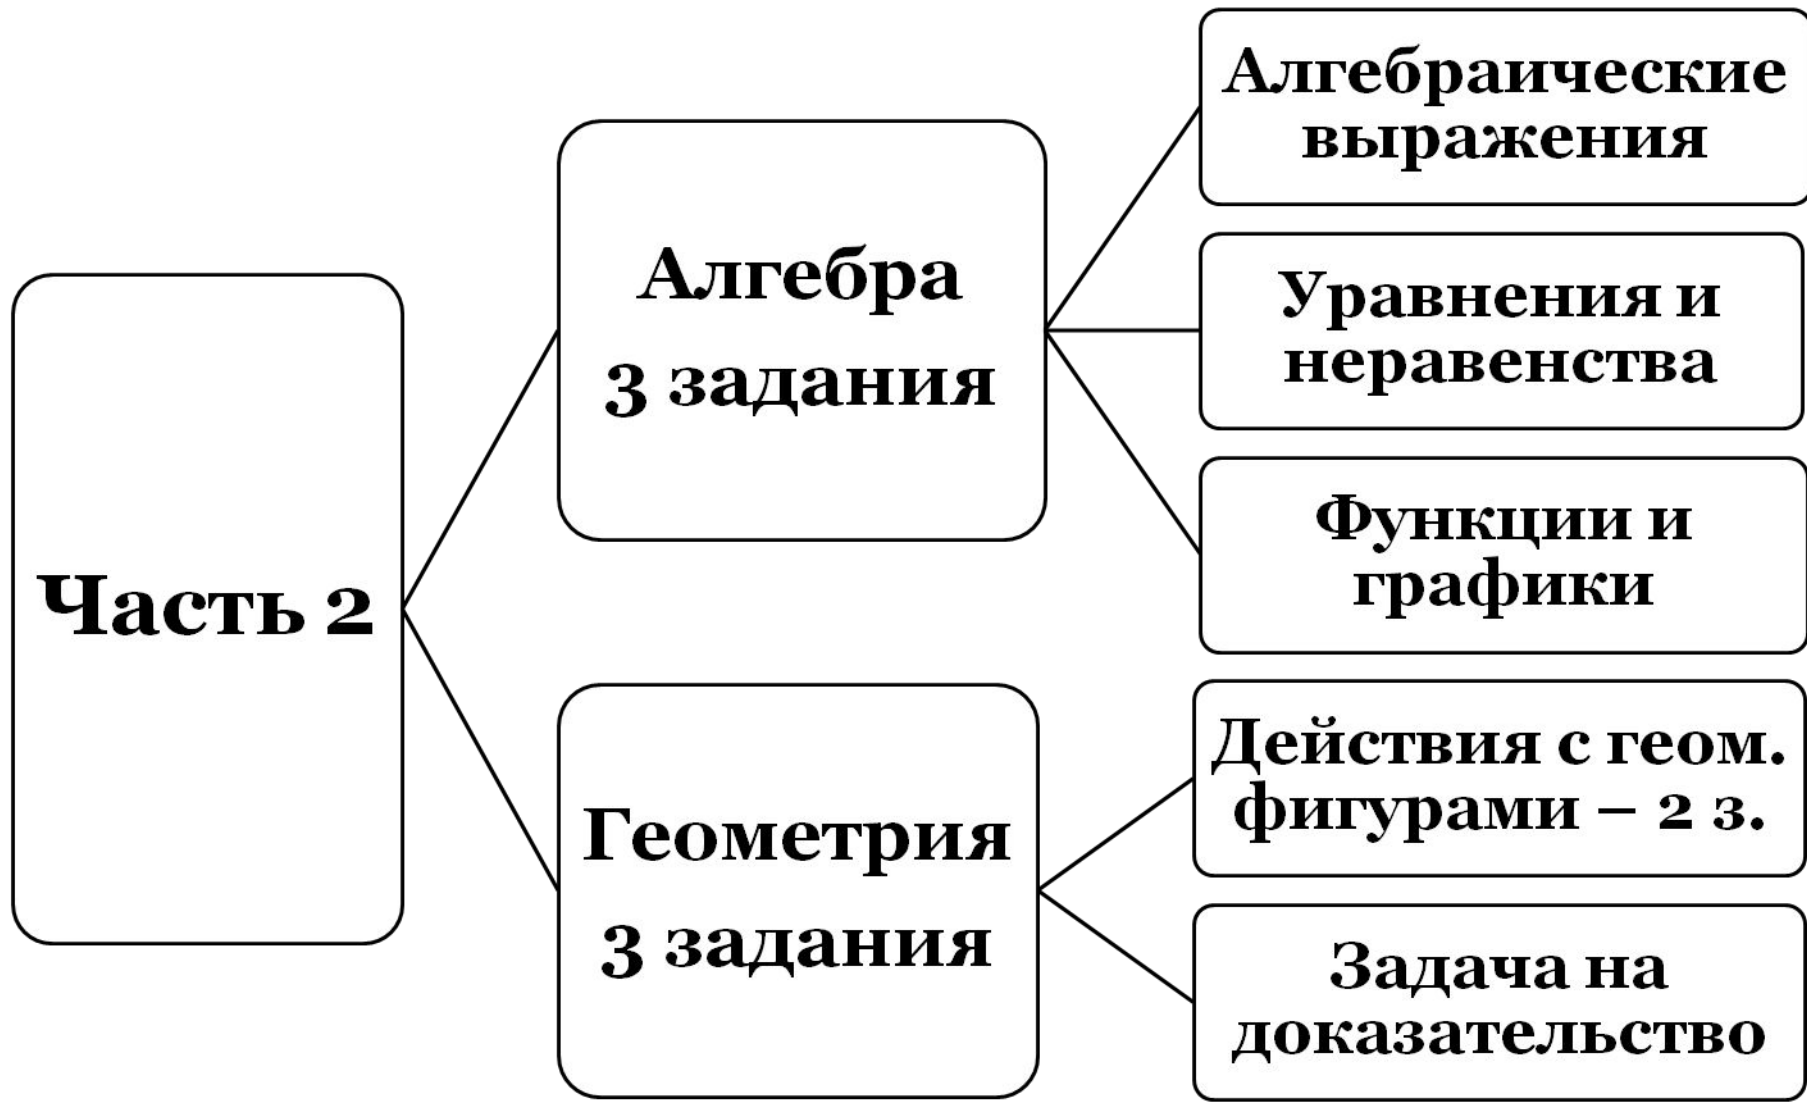 Часть 2
Алгебра
3 задания
Алгебраические
выражения
Уравнения и
неравенства
Функции и
графики
Геометрия
3 задания
Действия с геом.
фигурами – 2 з.
Задача на
доказательство